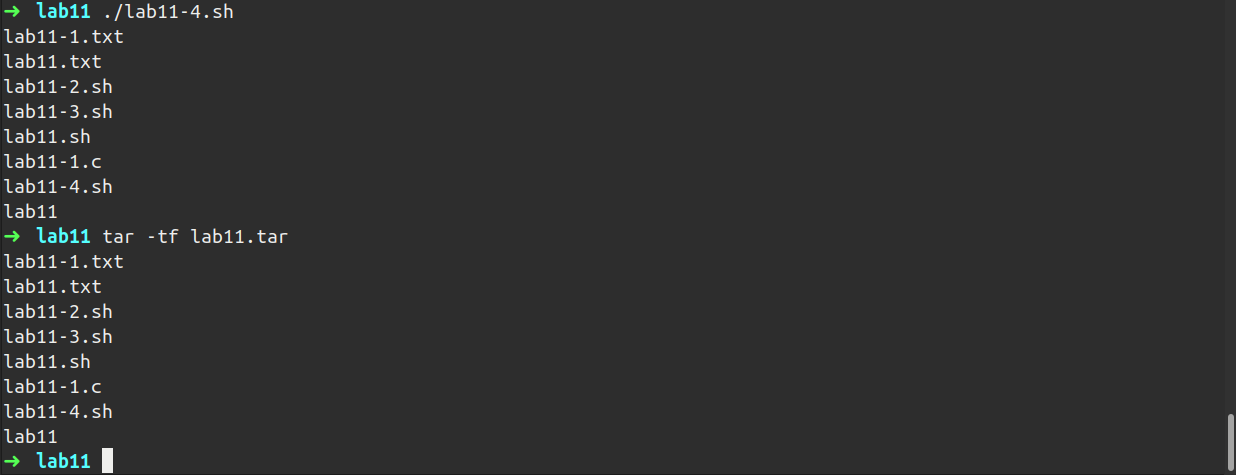 ➜ lab11 ./lab11-4.sh
lab11-1.txt
lab11.txt
lab11-2.sh
lab11-3.sh
lab11.sh
lab11-1.c
lab11-4.sh
lab11
➜ lab11 tar -tf lab11.tar
lab11-1.txt
lab11.txt
lab11-2.sh
lab11-3.sh
lab11.sh
lab11-1.c
lab11-4.sh
lab11
➜ lab11